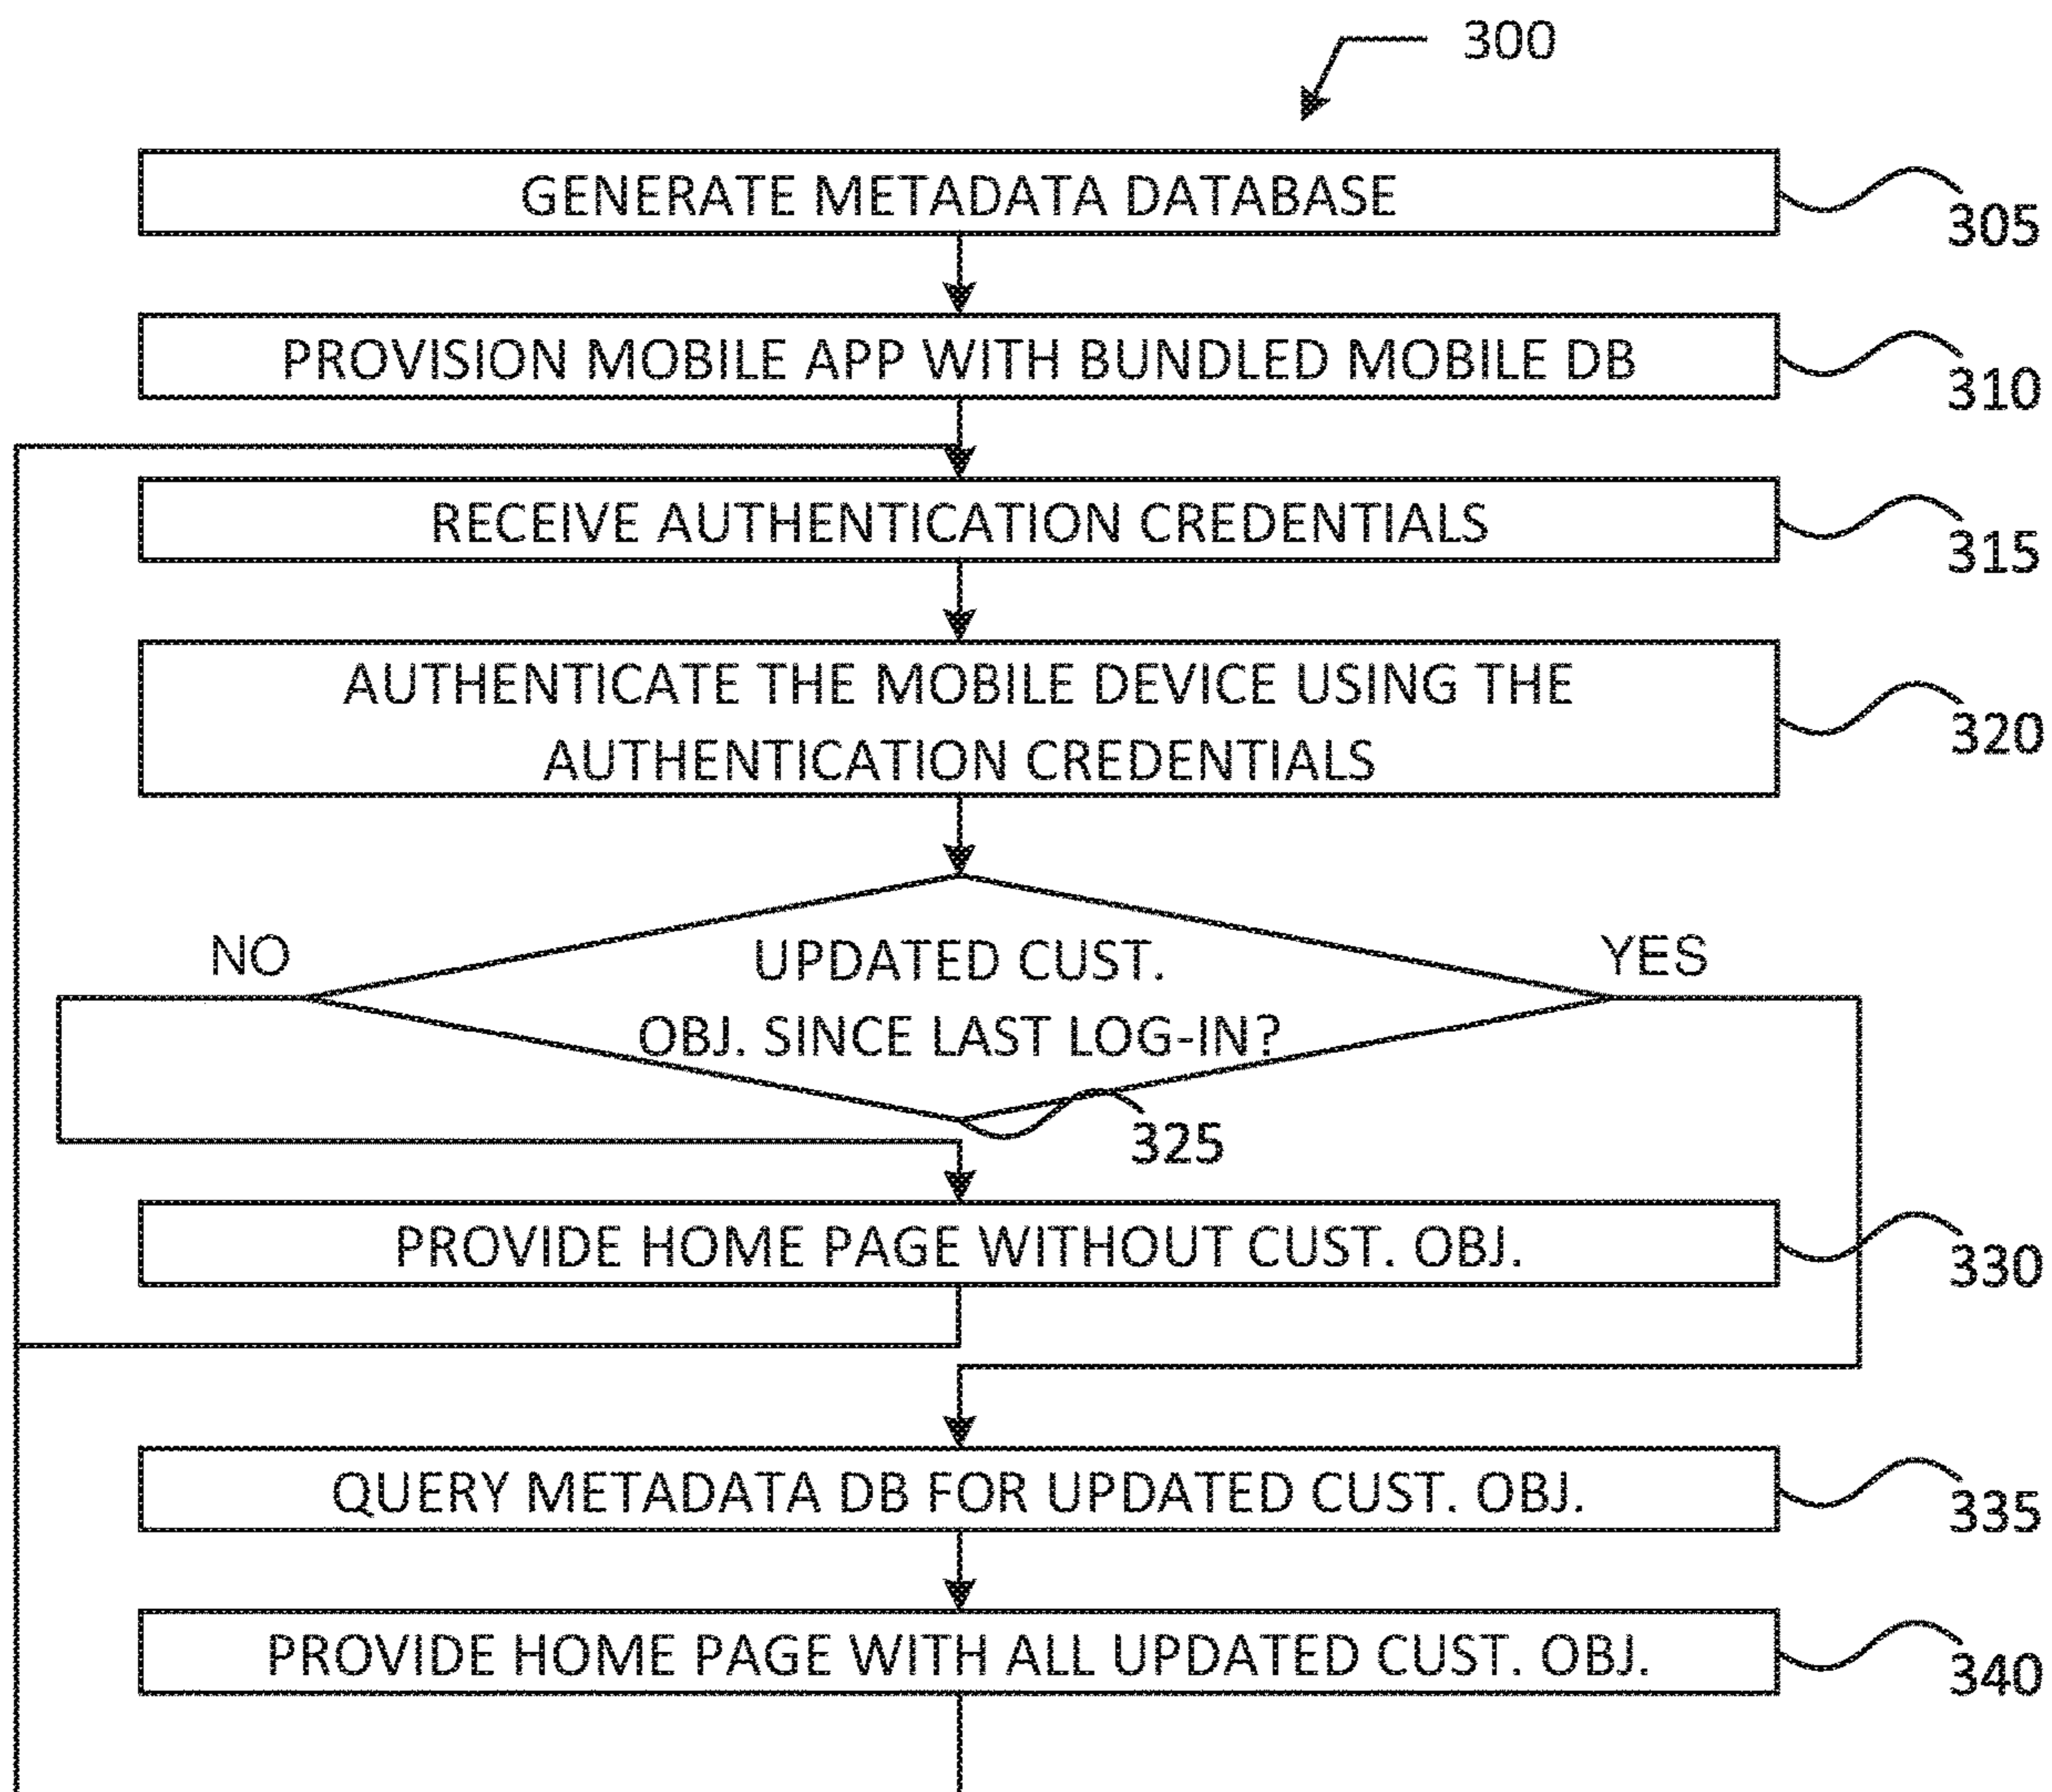 300
GENERATE METADATA DATABASE
305
PROVISION MOBILE APP WITH BUNDLED MOBILE DB
310
RECEIVE AUTHENTICATION CREDENTIALS
315
AUTHENTICATE THE MOBILE DEVICE USING THE
AUTHENTICATION CREDENTIALS
320
NO
UPDATED CUST.
OBJ. SINCE LAST LOG-IN?
YES
325
PROVIDE HOME PAGE WITHOUT CUST. OBJ.
330
QUERY METADATA DB FOR UPDATED CUST. OBJ.
335
PROVIDE HOME PAGE WITH ALL UPDATED CUST. OBJ.
340